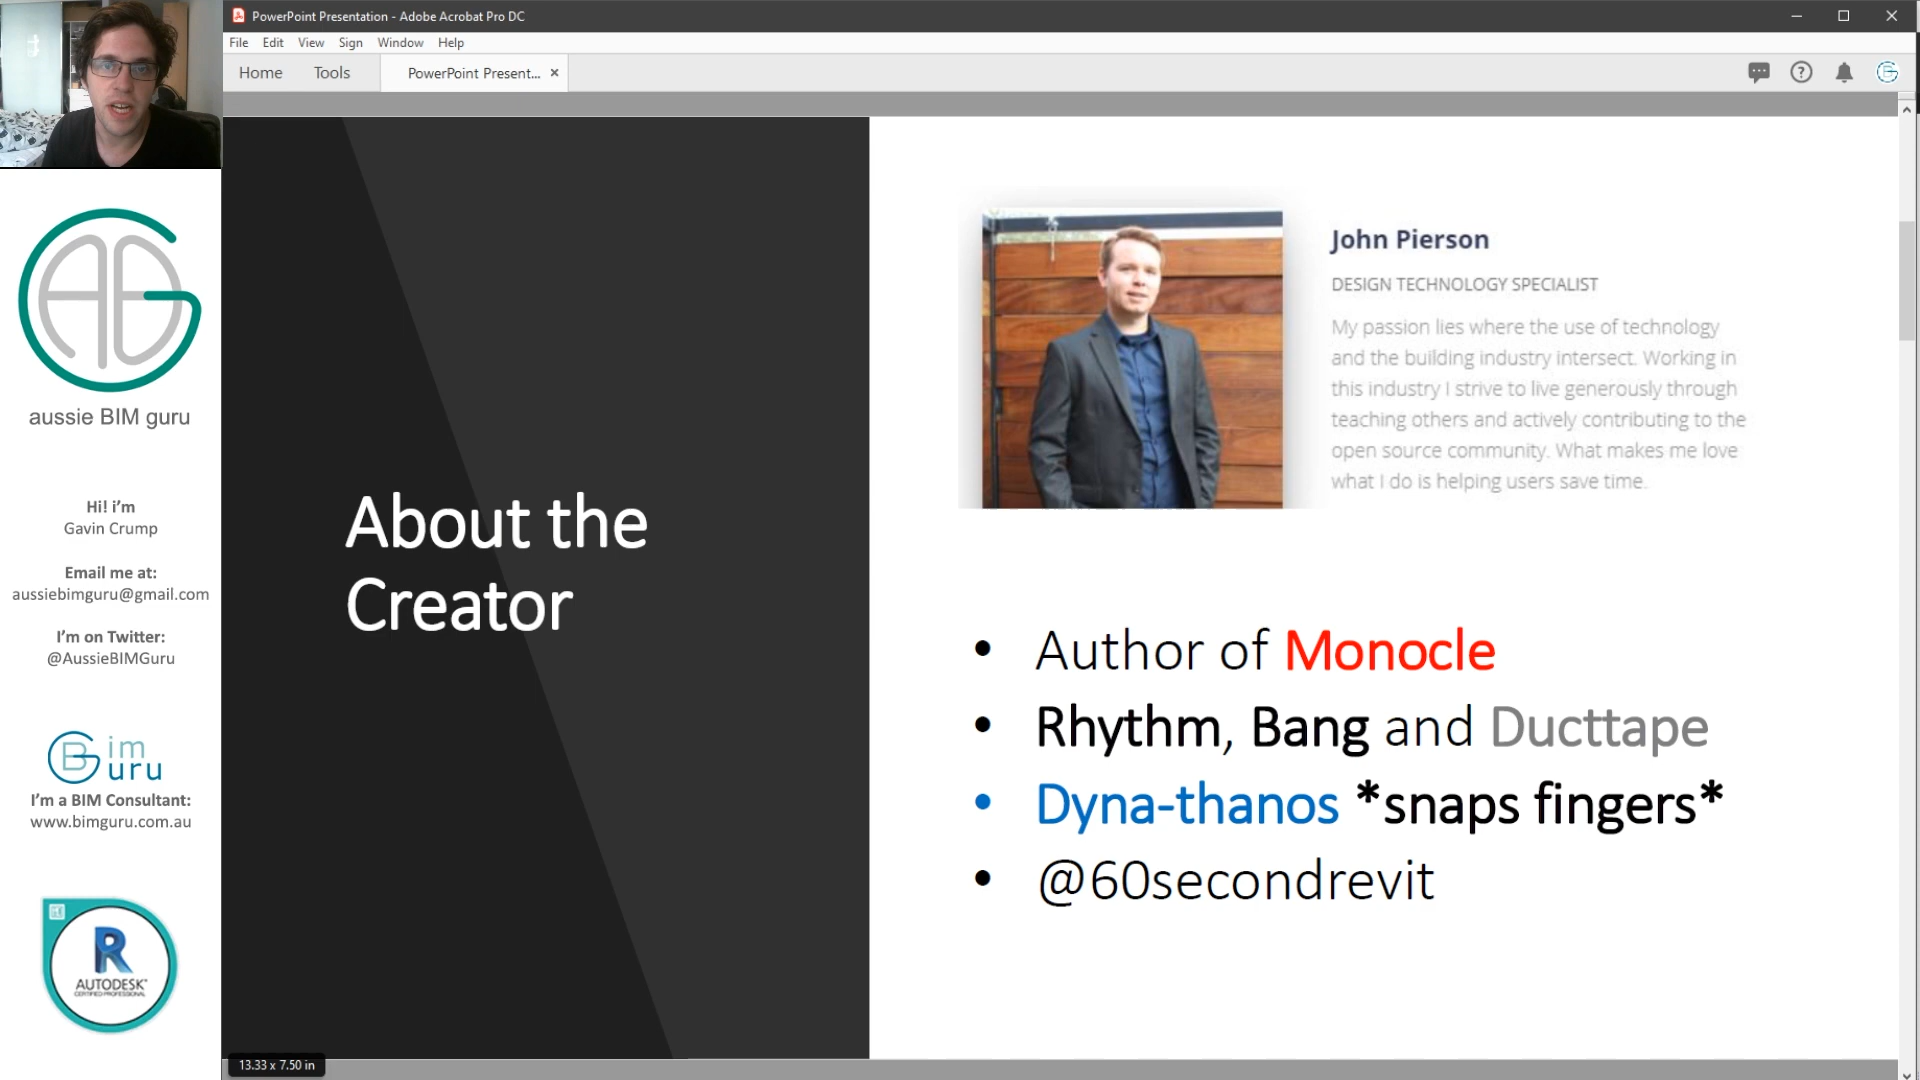 PowerPoint Presentation - Adobe Acrobat Pro DC
File Edit View Sign Window Help
Home Tools PowerPoint Present... ×
aussie BIM guru
Hi! i'm
Gavin Crump
Email me at:
aussiebimguru@gmail.com
I'm on Twitter:
@AussieBIMGuru
Bim
Guru
I'm a BIM Consultant:
www.bimguru.com.au
R
AUTODESK
CERTIFIED PROFESSIONAL
About the
Creator
John Pierson
DESIGN TECHNOLOGY SPECIALIST
My passion lies where the use of technology
and the building industry intersect. Working in
this industry I strive to live generously through
teaching others and actively contributing to the
open source community. What makes me love
what I do is helping users save time.
• Author of Monocle
• Rhythm, Bang and Ducttape
• Dyna-thanos *snaps fingers*
• @60secondrevit
13.33 x 7.50 in